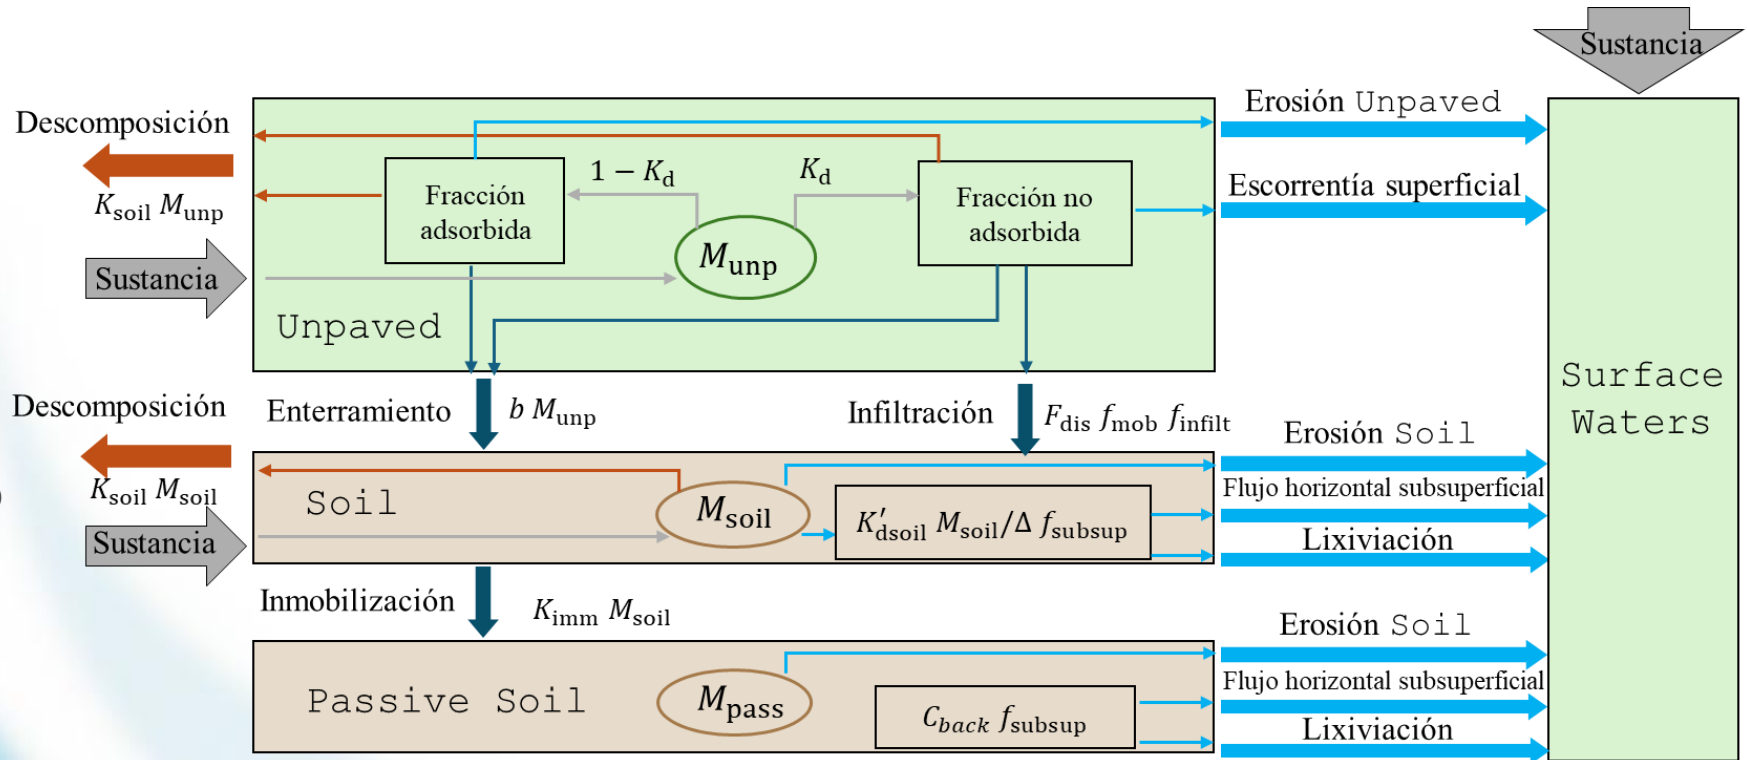 Sustancia
Descomposición
K_soil M_unp
Sustancia
1 − K_d
K_d
Fracción
adsorbida
M_unp
Fracción no
adsorbida
Unpaved
Erosión Unpaved
Escorrentía superficial
Surface
Waters
Enterramiento
b M_unp
Infiltración
F_dis f_mob f_infilt
Descomposición
K_soil M_soil
Sustancia
Soil
M_soil
K′_dsoil M_soil/Δ f_subsup
Erosión Soil
Flujo horizontal subsuperficial
Lixiviación
Inmobilización
K_imm M_soil
Passive Soil
M_pass
C_back f_subsup
Erosión Soil
Flujo horizontal subsuperficial
Lixiviación